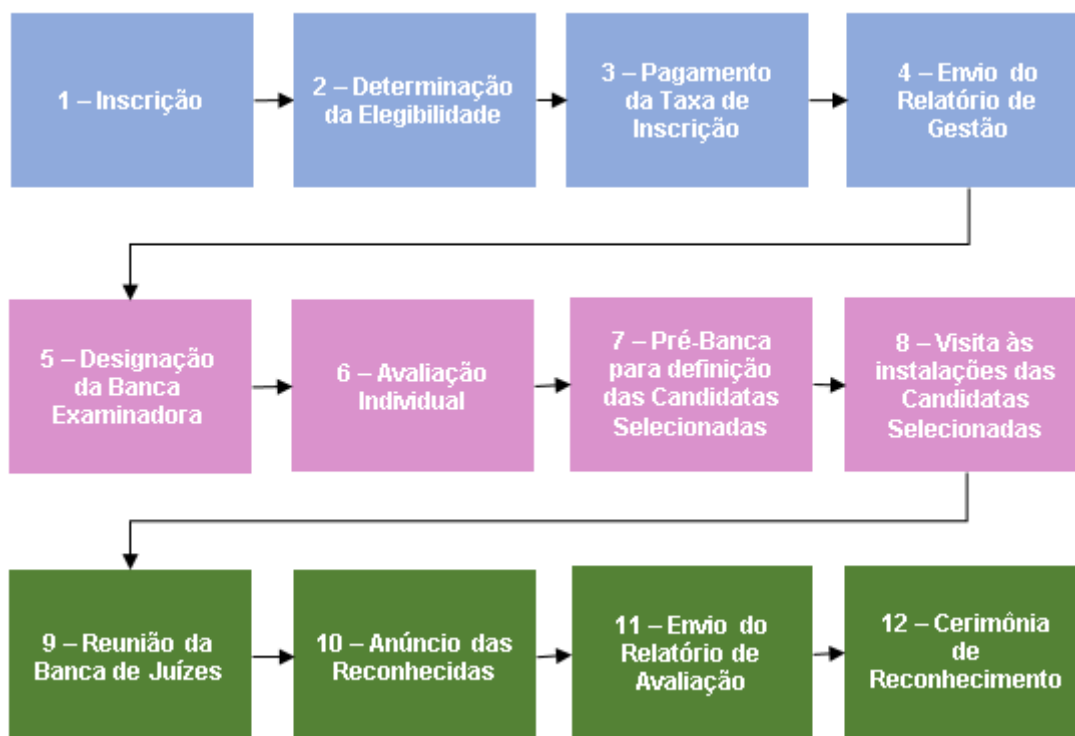 1 – Inscrição
2 – Determinação
da Elegibilidade
3 – Pagamento
da Taxa de
Inscrição
4 – Envio do
Relatório de
Gestão
5 – Designação
da Banca
Examinadora
6 – Avaliação
Individual
7 – Pré-Banca
para definição
das Candidatas
Selecionadas
8 – Visita às
instalações das
Candidatas
Selecionadas
9 – Reunião da
Banca de Juízes
10 – Anúncio das
Reconhecidas
11 – Envio do
Relatório de
Avaliação
12 – Cerimônia
de
Reconhecimento